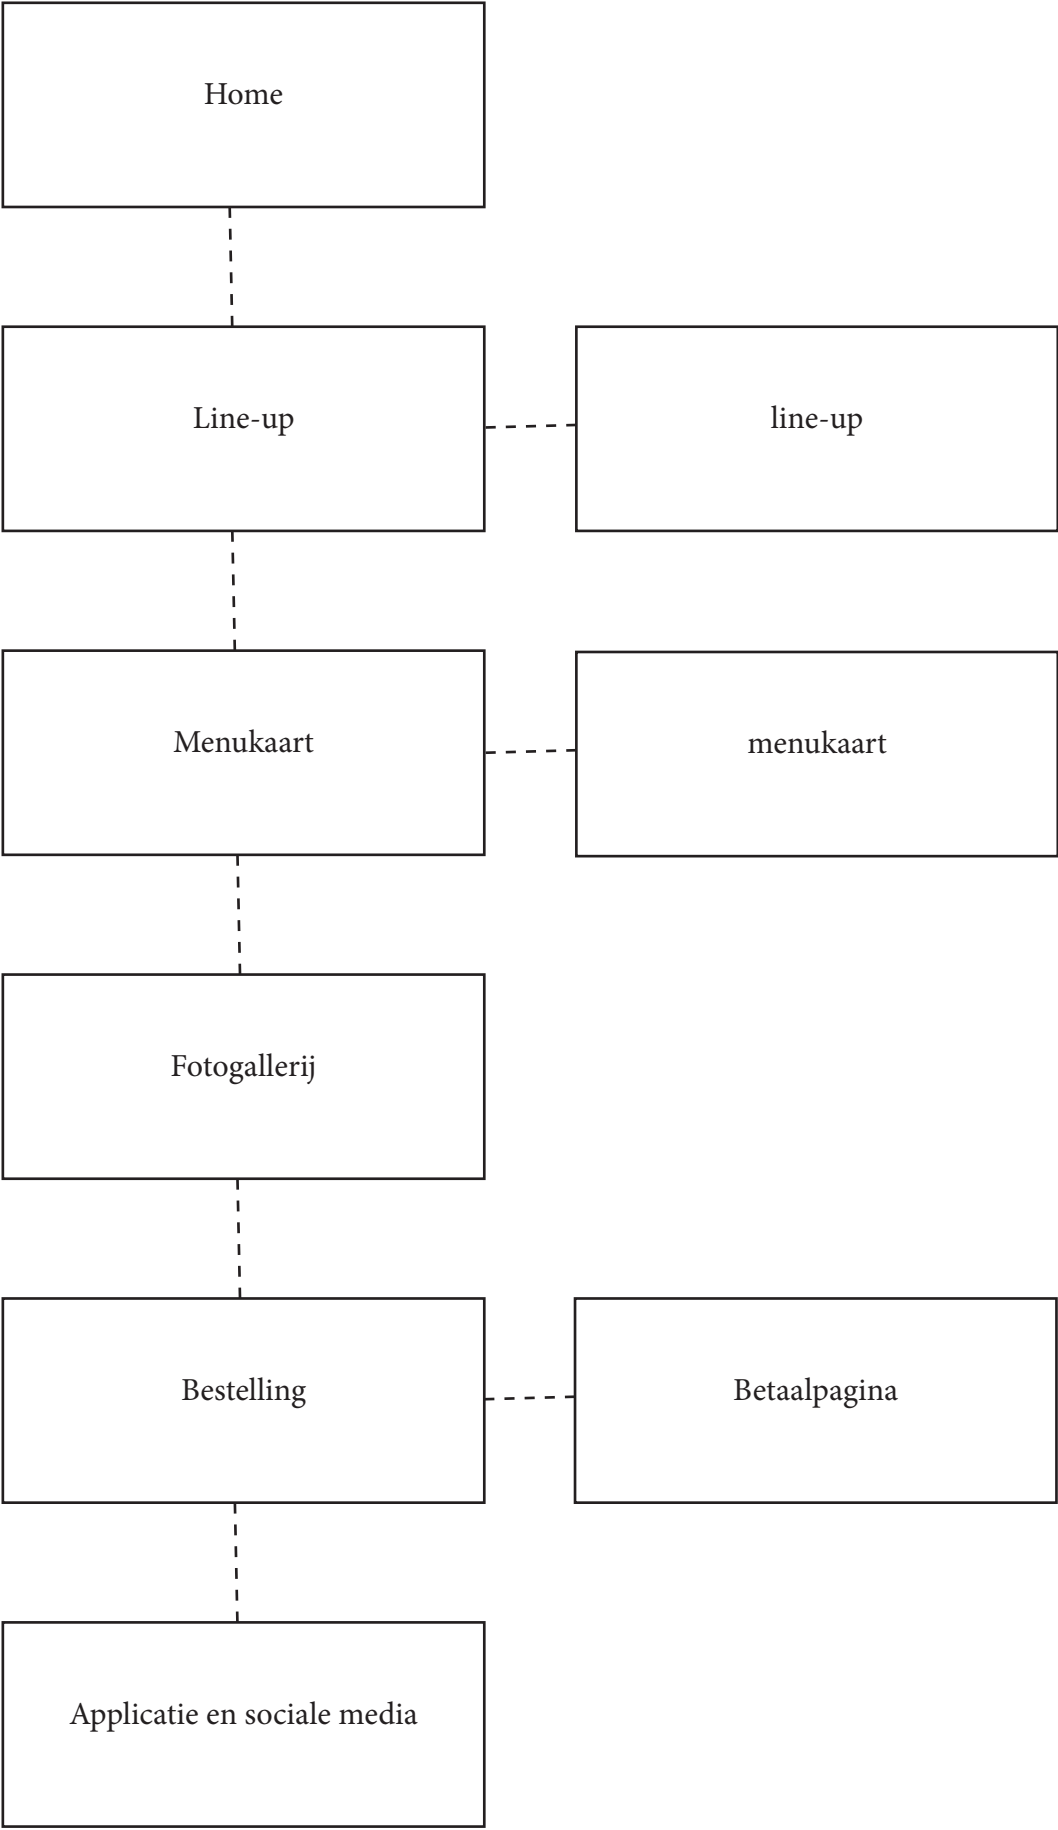 Home
Line-up
line-up
Menukaart
menukaart
Fotogallerij
Bestelling
Betaalpagina
Applicatie en sociale media